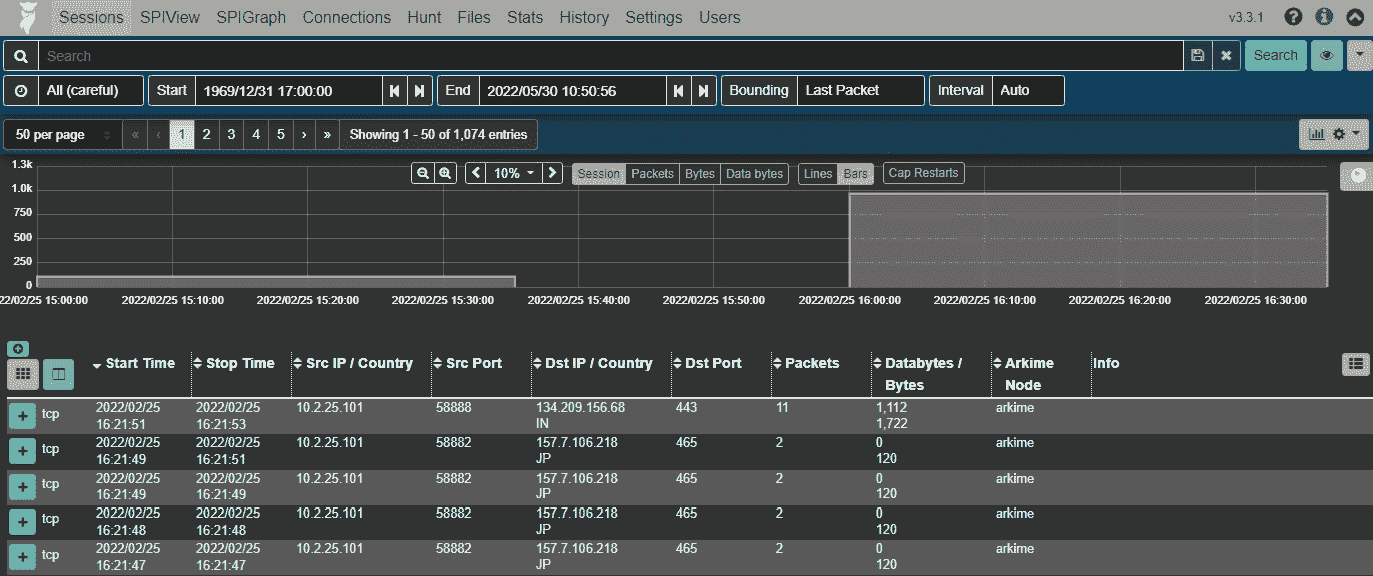 Sessions SPIView SPIGraph Connections Hunt Files Stats History Settings Users v3.3.1
Search Search
All (careful) Start 1969/12/31 17:00:00 End 2022/05/30 10:50:56 Bounding Last Packet Interval Auto
50 per page « ‹ 1 2 3 4 5 › » Showing 1 - 50 of 1,074 entries
1.3k 10% Session Packets Bytes Data bytes Lines Bars Cap Restarts
1.0k
750
500
250
0
22/02/25 15:00:00 2022/02/25 15:10:00 2022/02/25 15:20:00 2022/02/25 15:30:00 2022/02/25 15:40:00 2022/02/25 15:50:00 2022/02/25 16:00:00 2022/02/25 16:10:00 2022/02/25 16:20:00 2022/02/25 16:30:00
Start Time Stop Time Src IP / Country Src Port Dst IP / Country Dst Port Packets Databytes / Arkime Info
Bytes Node
tcp 2022/02/25 2022/02/25 10.2.25.101 58888 134.209.156.68 443 11 1,112 arkime
16:21:51 16:21:53 IN 1,722
tcp 2022/02/25 2022/02/25 10.2.25.101 58882 157.7.106.218 465 2 0 arkime
16:21:49 16:21:51 JP 120
tcp 2022/02/25 2022/02/25 10.2.25.101 58882 157.7.106.218 465 2 0 arkime
16:21:49 16:21:49 JP 120
tcp 2022/02/25 2022/02/25 10.2.25.101 58882 157.7.106.218 465 2 0 arkime
16:21:48 16:21:48 JP 120
tcp 2022/02/25 2022/02/25 10.2.25.101 58882 157.7.106.218 465 2 0 arkime
16:21:47 16:21:47 JP 120